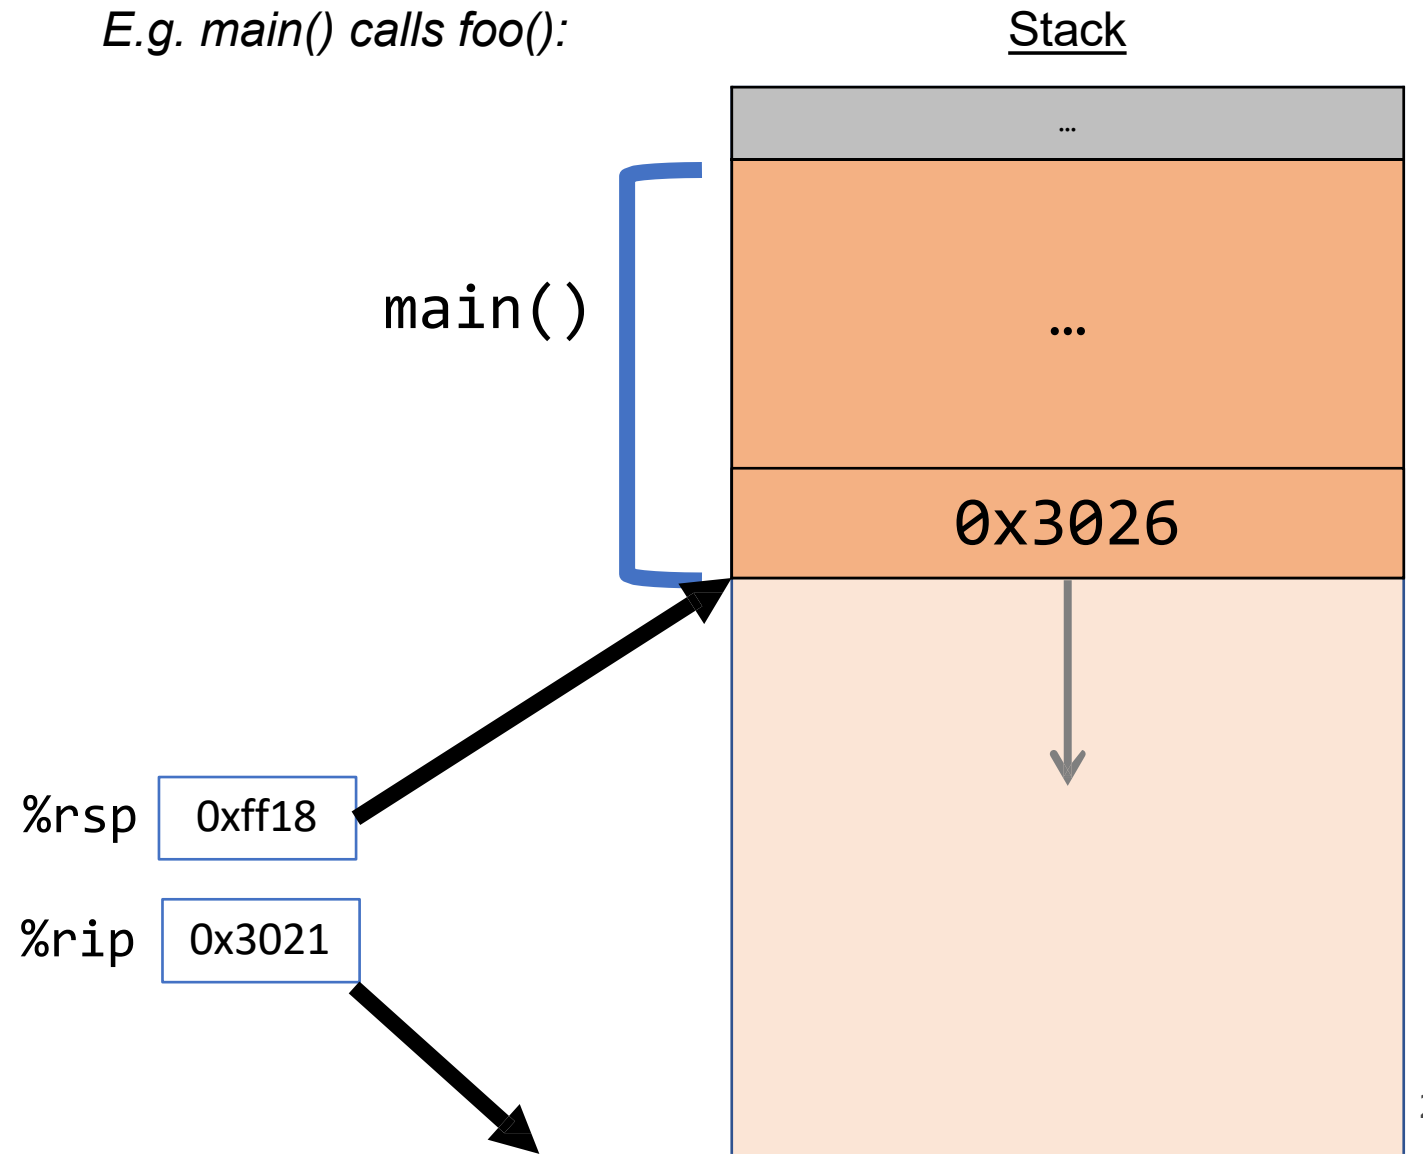 E.g. main() calls foo():
Stack
...
main()
...
0x3026
%rsp
0xff18
%rip
0x3021